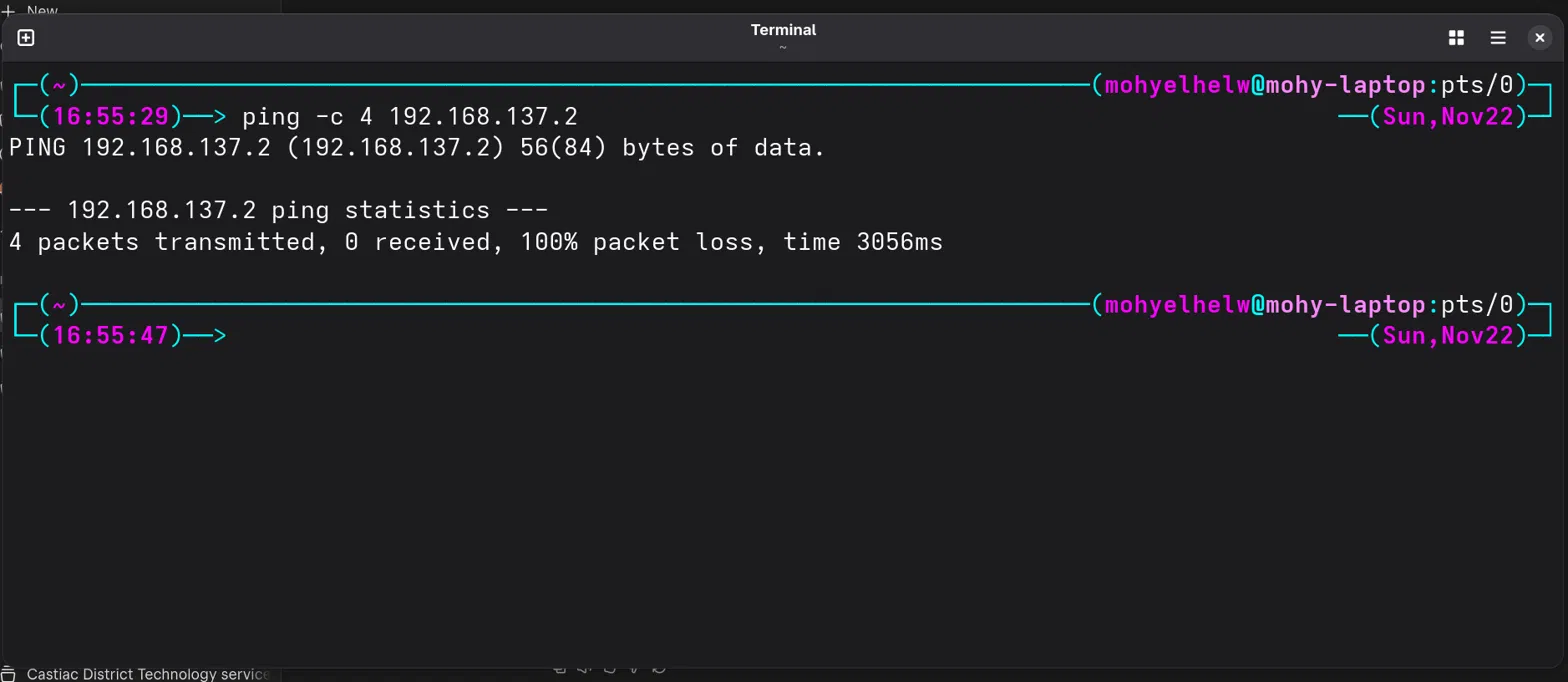 New
Terminal
~
(~) (mohyelhelw@mohy-laptop:pts/0)
(16:55:29)—> ping -c 4 192.168.137.2 —(Sun,Nov22)
PING 192.168.137.2 (192.168.137.2) 56(84) bytes of data.
--- 192.168.137.2 ping statistics ---
4 packets transmitted, 0 received, 100% packet loss, time 3056ms
(~) (mohyelhelw@mohy-laptop:pts/0)
(16:55:47)—> —(Sun,Nov22)
Castiac District Technology service